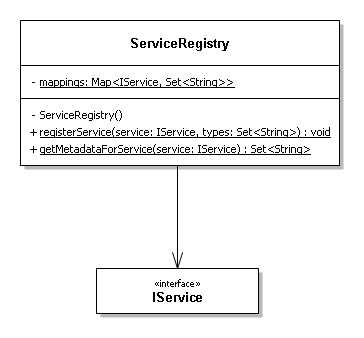 ServiceRegistry
- mappings: Map<IService, Set<String>>
- ServiceRegistry()
+ registerService(service: IService, types: Set<String>) : void
+ getMetadataForService(service: IService) : Set<String>
«interface»
IService